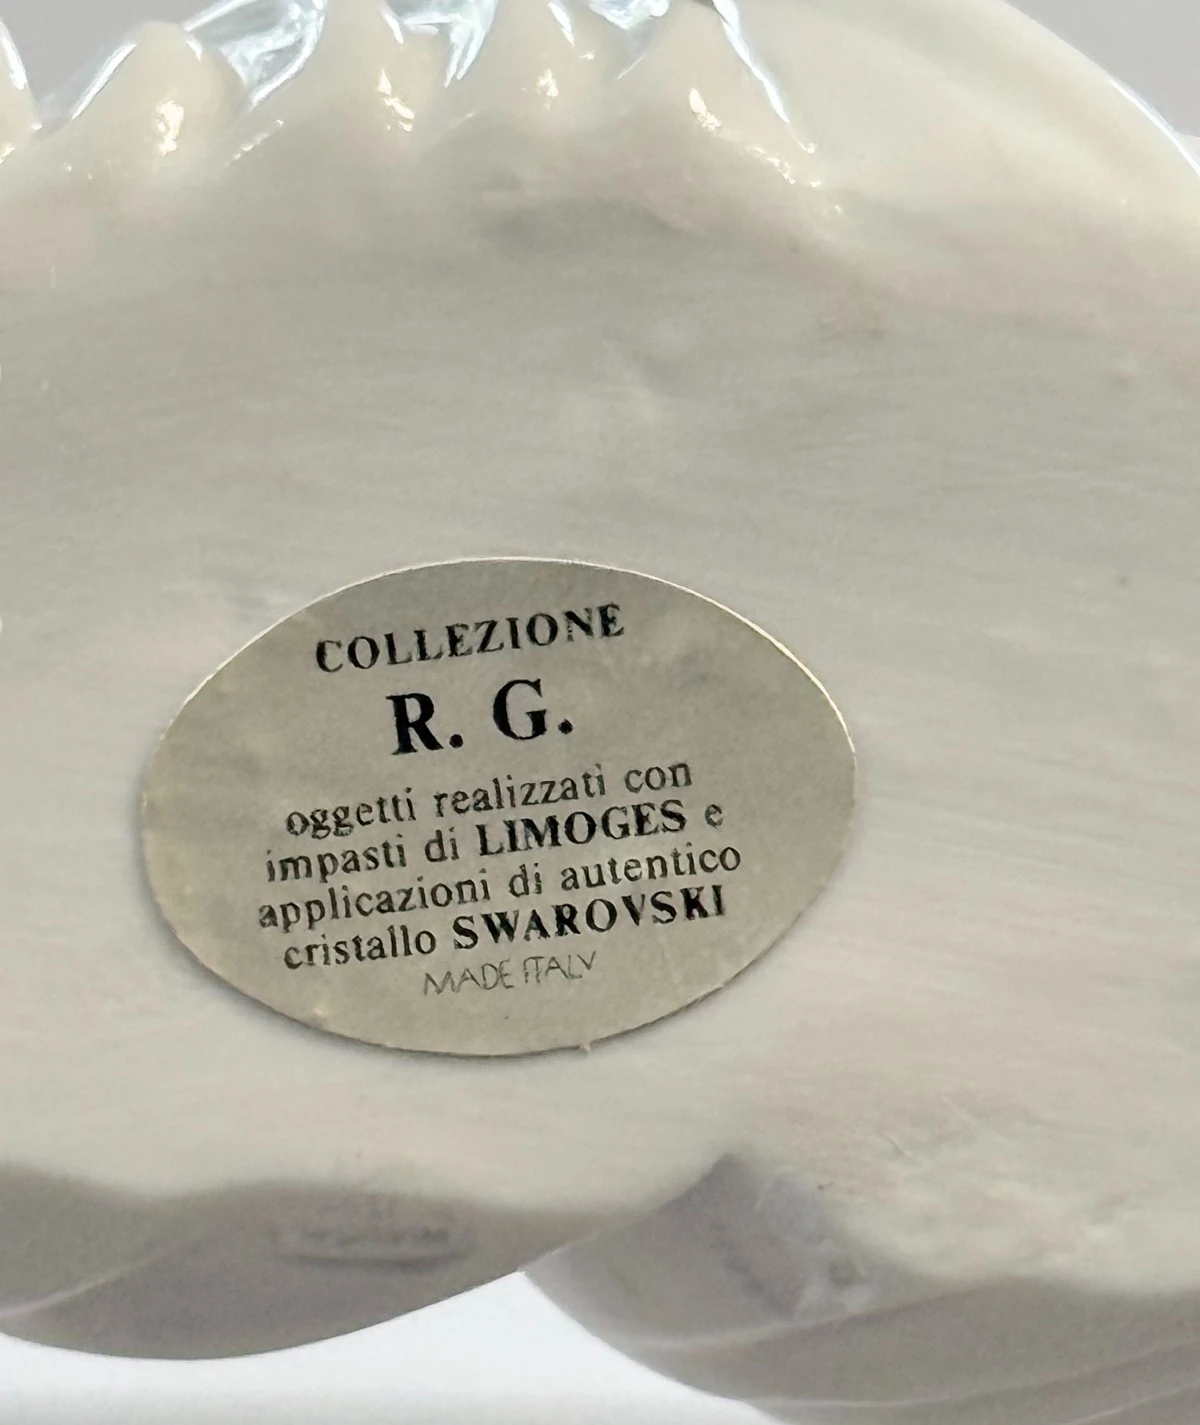 COLLEZIONE
R. G.
oggetti realizzati con
impasti di LIMOGES e
applicazioni di autentico
cristallo SWAROVSKI
MADE ITALY